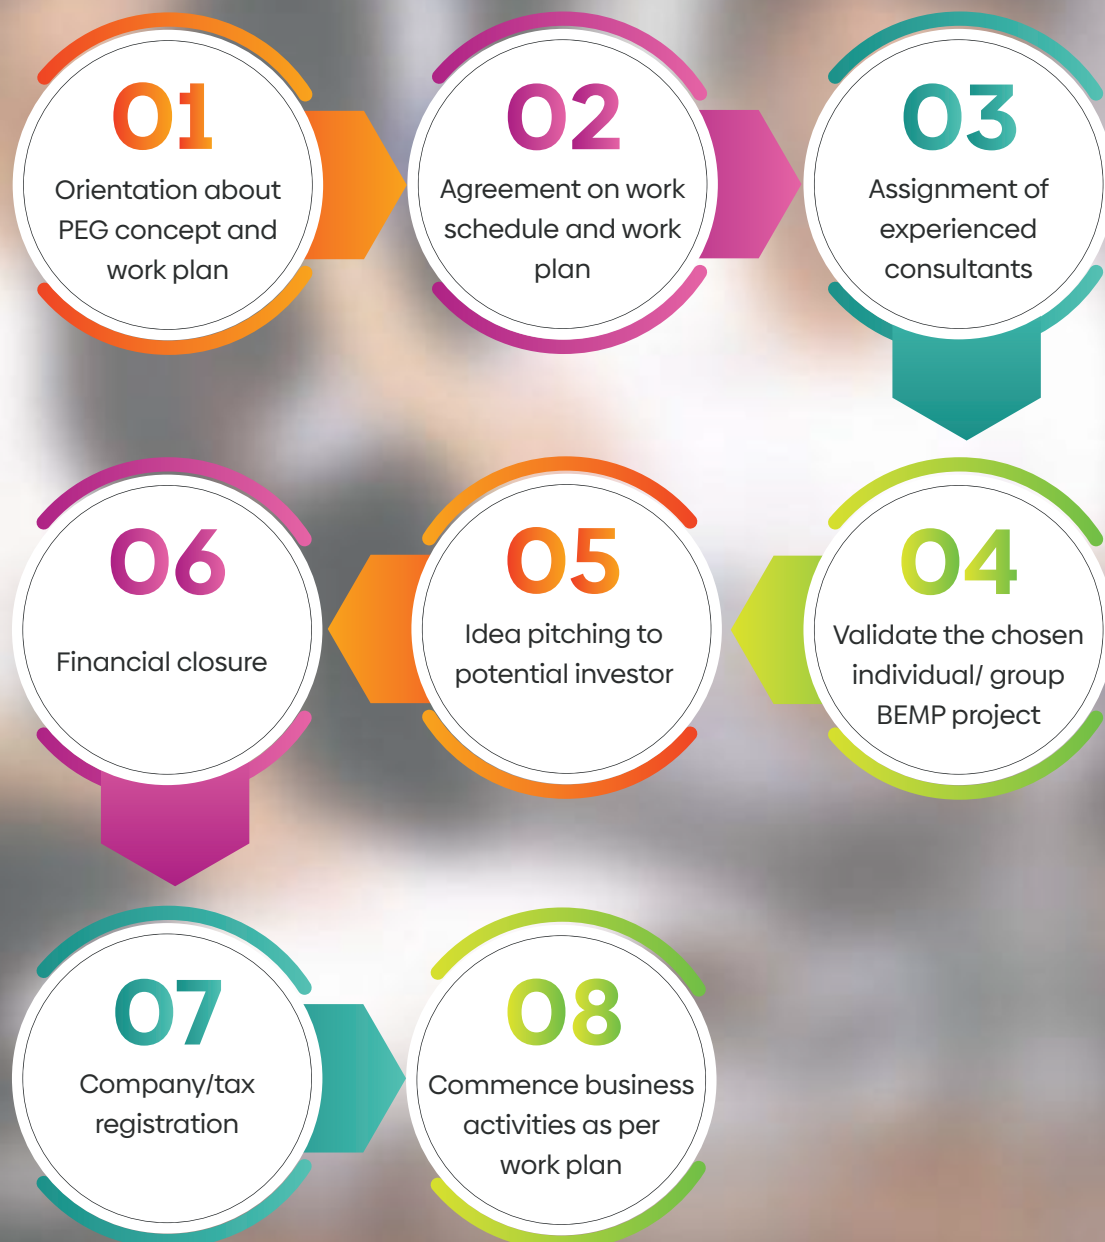 01
Orientation about
PEG concept and
work plan
02
Agreement on work
schedule and work
plan
03
Assignment of
experienced
consultants
04
Validate the chosen
individual/ group
BEMP project
05
Idea pitching to
potential investor
06
Financial closure
07
Company/tax
registration
08
Commence business
activities as per
work plan